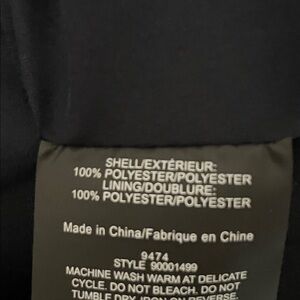 SHELL/EXTÉRIEUR:
100% POLYESTER/POLYESTER
LINING/DOUBLURE:
100% POLYESTER/POLYESTER
Made in China/Fabrique en Chine
9474
STYLE 90001499
MACHINE WASH WARM AT DELICATE
CYCLE. DO NOT BLEACH. DO NOT
TUMBLE DRY. IRON ON REVERSE